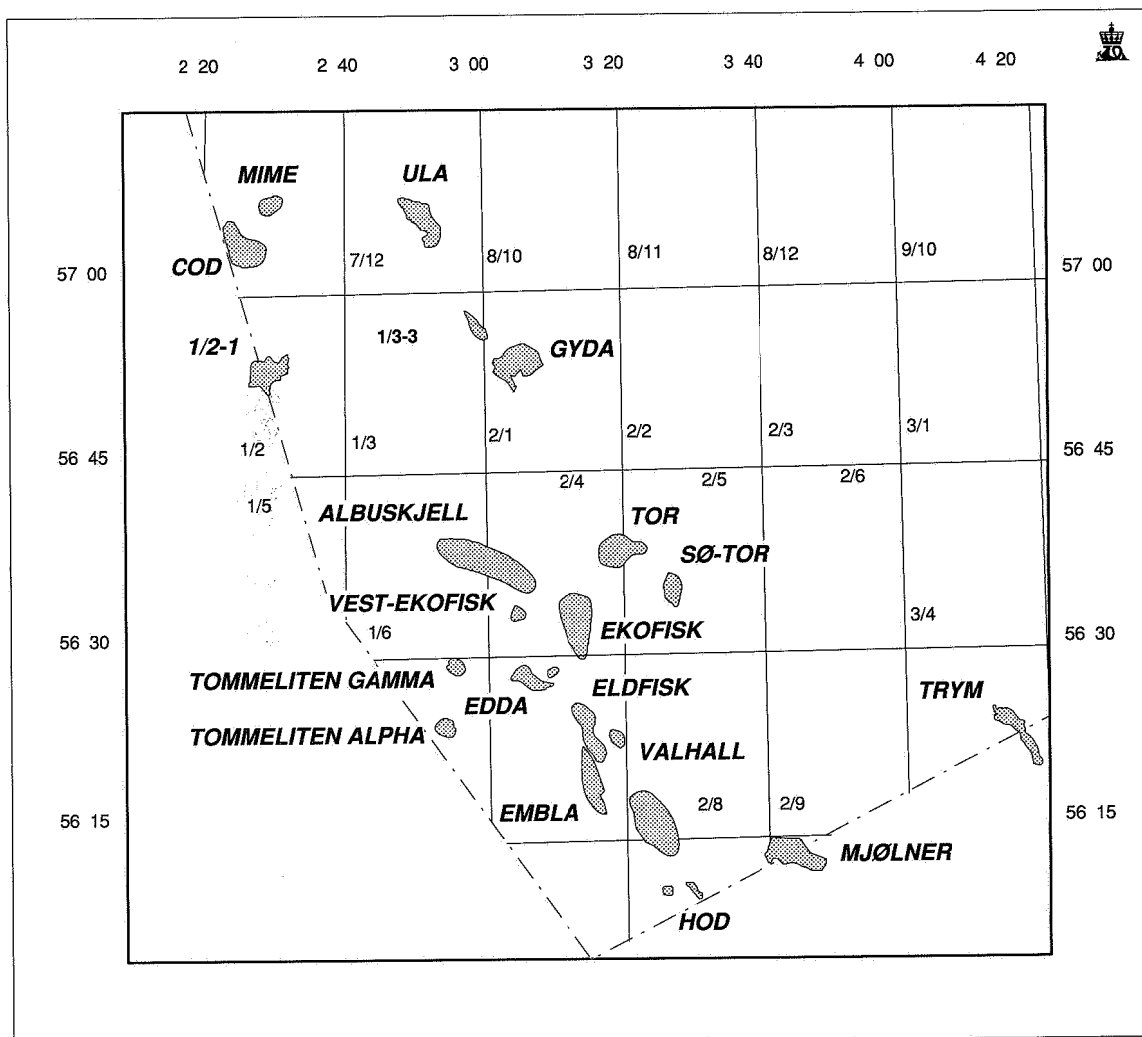 2 20 2 40 3 00 3 20 3 40 4 00 4 20
MIME ULA
COD 7/12 8/10 8/11 8/12 9/10
57 00 57 00
1/2-1 1/3-3 GYDA
1/2 1/3 2/1 2/2 2/3 3/1
56 45 56 45
2/4 2/5 2/6
1/5
ALBUSKJELL TOR
SØ-TOR
VEST-EKOFISK
1/6 EKOFISK 3/4
56 30 56 30
TOMMELITEN GAMMA ELDFISK TRYM
EDDA
TOMMELITEN ALPHA VALHALL
EMBLA 2/8 2/9
56 15 56 15
MJØLNER
HOD